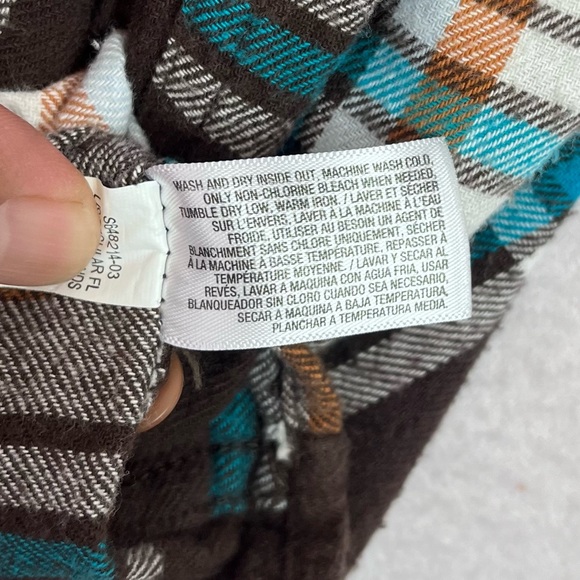 WASH AND DRY INSIDE OUT, MACHINE WASH COLD,
ONLY NON-CHLORINE BLEACH WHEN NEEDED,
TUMBLE DRY LOW, WARM IRON. / LAVER ET SÉCHER
SUR L'ENVERS. LAVER À LA MACHINE À L'EAU
FROIDE. UTILISER AU BESOIN UN AGENT DE
BLANCHIMENT SANS CHLORE UNIQUEMENT, SÉCHER
À LA MACHINE À BASSE TEMPÉRATURE, REPASSER À
TEMPÉRATURE MOYENNE. / LAVAR Y SECAR AL
REVÉS, LAVAR A MAQUINA CON AGUA FRIA, USAR
BLANQUEADOR SIN CLORO CUANDO SEA NECESARIO,
SECAR A MAQUINA A BAJA TEMPERATURA,
PLANCHAR A TEMPERATURA MEDIA.
S648214-03
FL